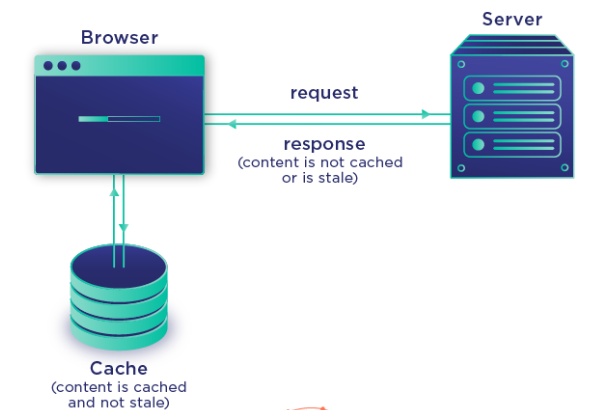 Server
Browser
request
response
(content is not cached
or is stale)
Cache
(content is cached
and not stale)